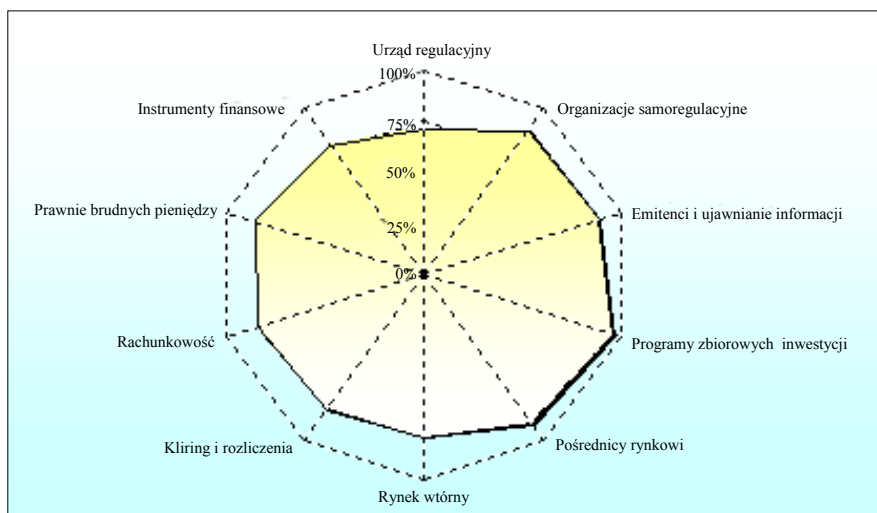 Urząd regulacyjny
100%
Instrumenty finansowe
Organizacje samoregulacyjne
75%
50%
Prawnie brudnych pieniędzy
Emitenci i ujawnianie informacji
25%
0%
Rachunkowość
Programy zbiorowych inwestycji
Kliring i rozliczenia
Pośrednicy rynkowi
Rynek wtórny